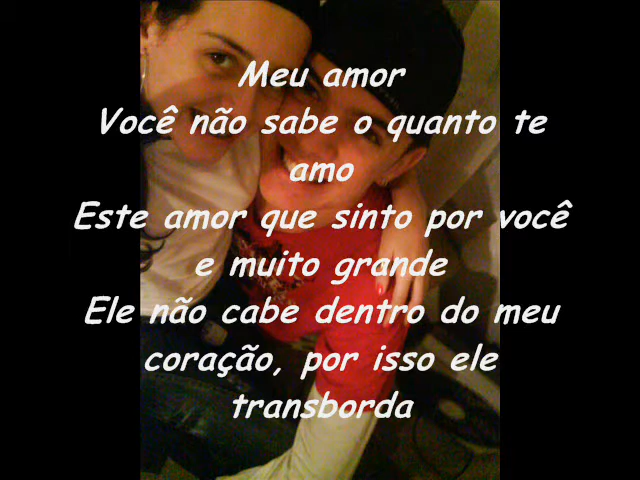 Meu amor
Você não sabe o quanto te
amo
Este amor que sinto por você
e muito grande
Ele não cabe dentro do meu
coração, por isso ele
transborda